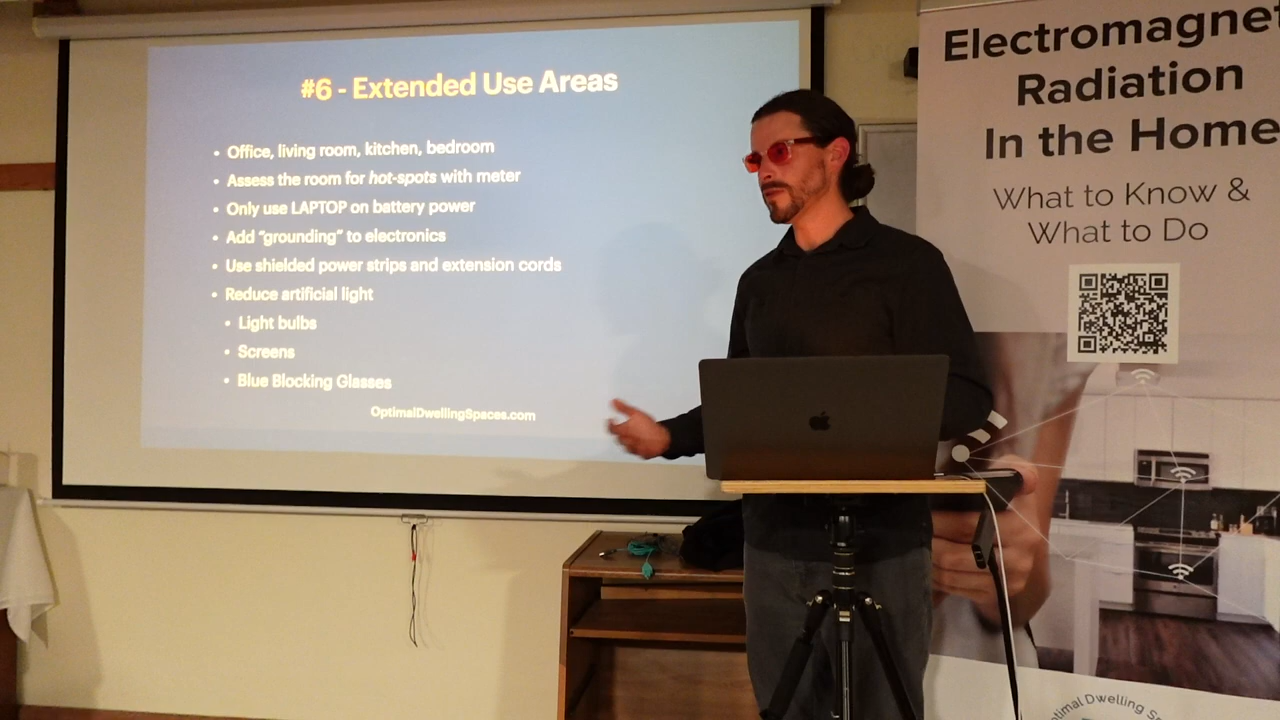 #6 - Extended Use Areas
• Office, living room, kitchen, bedroom
• Assess the room for hot-spots with meter
• Only use LAPTOP on battery power
• Add “grounding” to electronics
• Use shielded power strips and extension cords
• Reduce artificial light
• Light bulbs
• Screens
• Blue Blocking Glasses
OptimalDwellingSpaces.com
Electromagnet
Radiation
In the Home
What to Know &
What to Do
timal Dwelling